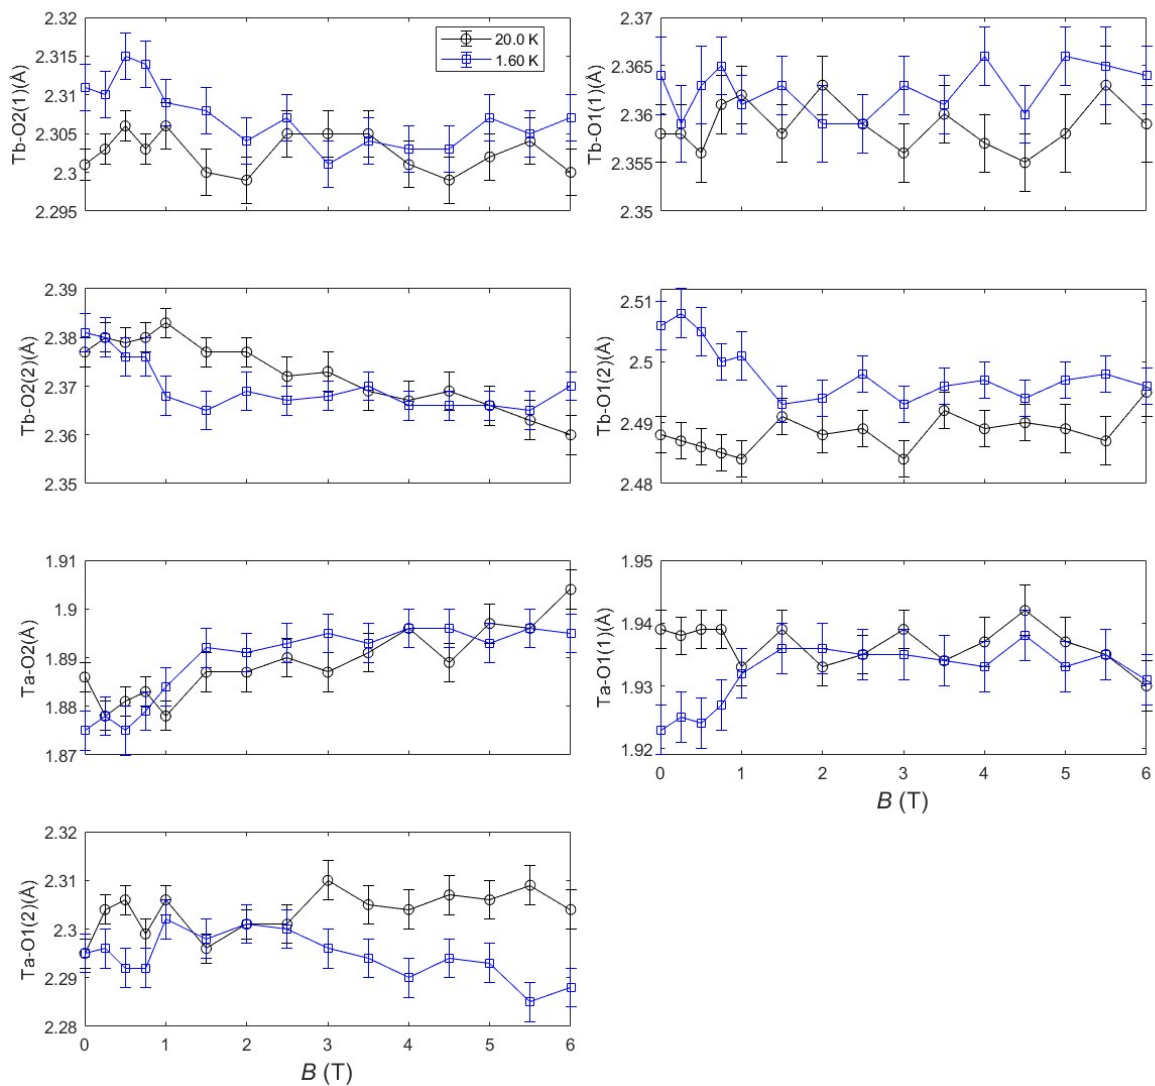 2.32
2.315
2.31
2.305
2.3
2.295
Tb-O2(1)(Å)
20.0 K
1.60 K
2.37
2.365
2.36
2.355
2.35
Tb-O1(1)(Å)
2.39
2.38
2.37
2.36
2.35
Tb-O2(2)(Å)
2.51
2.5
2.49
2.48
Tb-O1(2)(Å)
1.91
1.9
1.89
1.88
1.87
Ta-O2(Å)
1.95
1.94
1.93
1.92
Ta-O1(1)(Å)
0 1 2 3 4 5 6
B (T)
2.32
2.31
2.3
2.29
2.28
Ta-O1(2)(Å)
0 1 2 3 4 5 6
B (T)